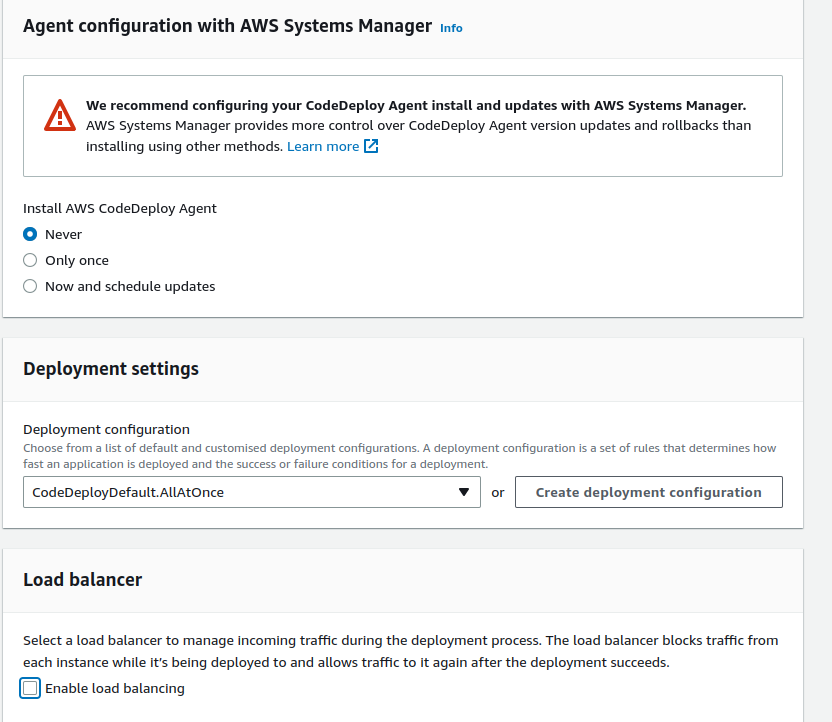 Agent configuration with AWS Systems Manager Info
We recommend configuring your CodeDeploy Agent install and updates with AWS Systems Manager.
AWS Systems Manager provides more control over CodeDeploy Agent version updates and rollbacks than
installing using other methods. Learn more
Install AWS CodeDeploy Agent
Never
Only once
Now and schedule updates
Deployment settings
Deployment configuration
Choose from a list of default and customised deployment configurations. A deployment configuration is a set of rules that determines how
fast an application is deployed and the success or failure conditions for a deployment.
CodeDeployDefault.AllAtOnce or Create deployment configuration
Load balancer
Select a load balancer to manage incoming traffic during the deployment process. The load balancer blocks traffic from
each instance while it's being deployed to and allows traffic to it again after the deployment succeeds.
Enable load balancing